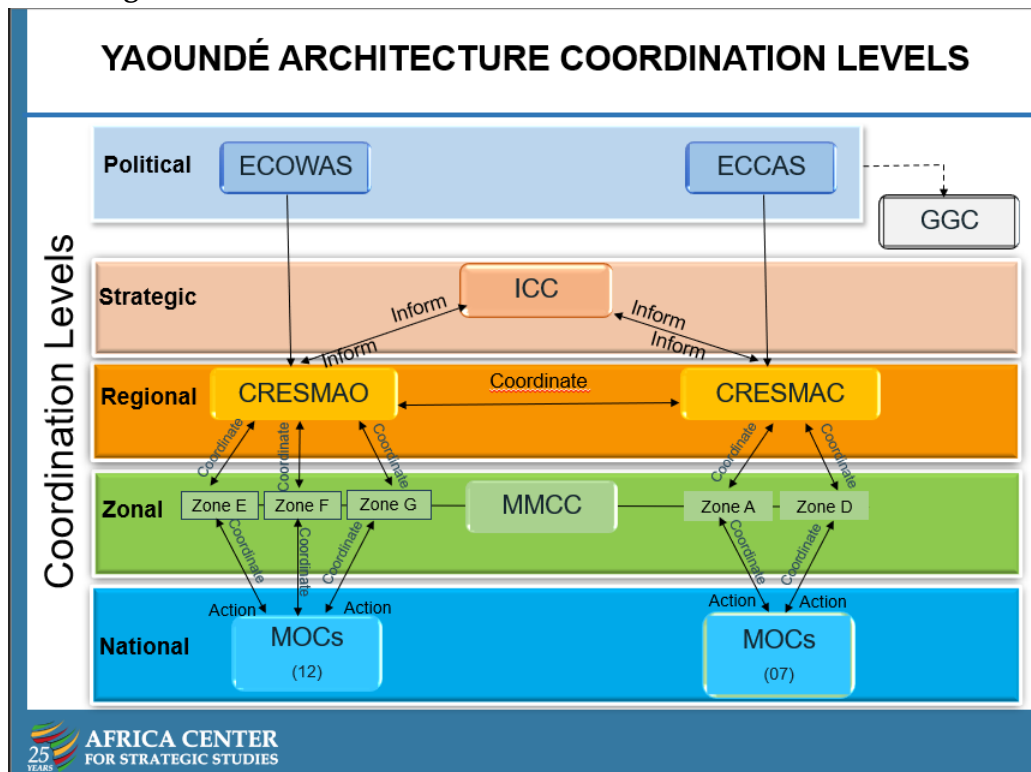 YAOUNDÉ ARCHITECTURE COORDINATION LEVELS
Coordination Levels
Political
ECOWAS
ECCAS
GGC
Strategic
ICC
Inform
Inform
Inform
Inform
Regional
CRESMAO
Coordinate
CRESMAC
Coordinate
Coordinate
Coordinate
Coordinate
Coordinate
Zonal
Zone E
Zone F
Zone G
MMCC
Zone A
Zone D
Coordinate
Coordinate
Coordinate
Coordinate
Coordinate
National
Action
Action
Action
Action
MOCs
(12)
MOCs
(07)
25
YEARS
AFRICA CENTER
FOR STRATEGIC STUDIES